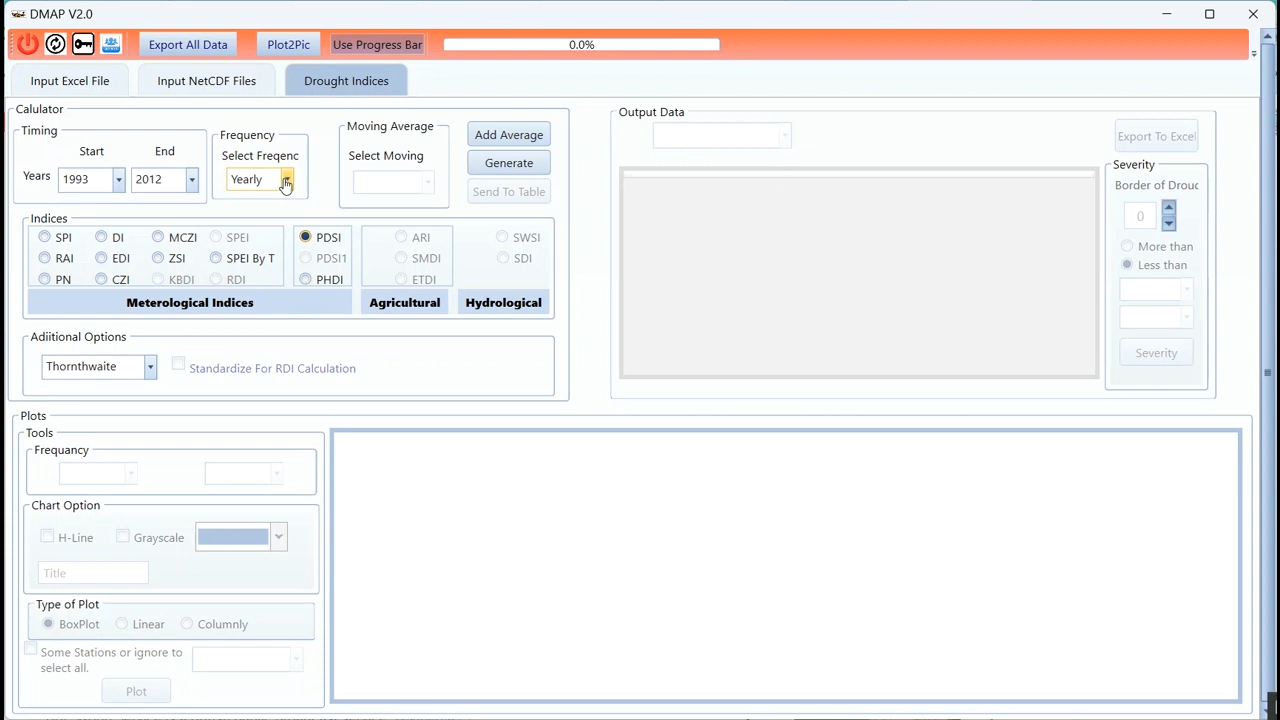 DMAP V2.0
Export All Data
Plot2Pic
Use Progress Bar
0.0%
Input Excel File
Input NetCDF Files
Drought Indices
Calulator
Timing
Start
End
Years
1993
2012
Frequency
Select Freqenc
Yearly
Moving Average
Select Moving
Add Average
Generate
Send To Table
Indices
SPI
DI
MCZI
SPEI
PDSI
ARI
SWSI
RAI
EDI
ZSI
SPEI By T
PDSI1
SMDI
SDI
PN
CZI
KBDI
RDI
PHDI
ETDI
Meterological Indices
Agricultural
Hydrological
Adiitional Options
Thornthwaite
Standardize For RDI Calculation
Output Data
Export To Excel
Severity
Border of Drouc
0
More than
Less than
Severity
Plots
Tools
Frequancy
Chart Option
H-Line
Grayscale
Title
Type of Plot
BoxPlot
Linear
Columnly
Some Stations or ignore to
select all.
Plot